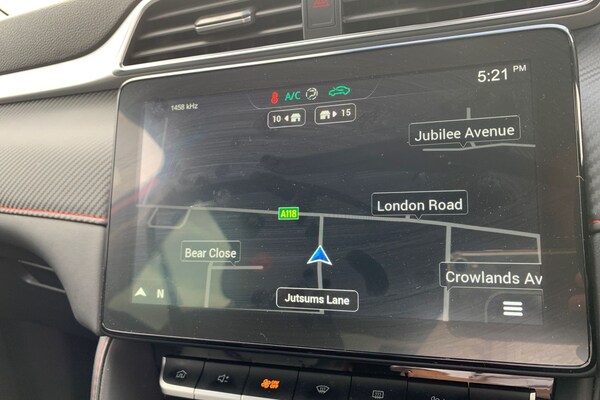 5:21 PM
A/C
1458 kHz
10
15
Jubilee Avenue
London Road
A118
Bear Close
Crowlands Av
N
Jutsums Lane